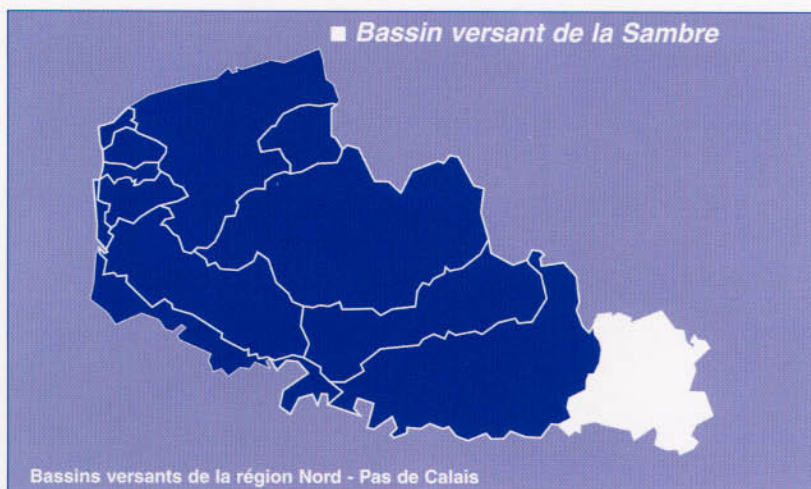 Bassin versant de la Sambre
Bassins versants de la région Nord - Pas de Calais